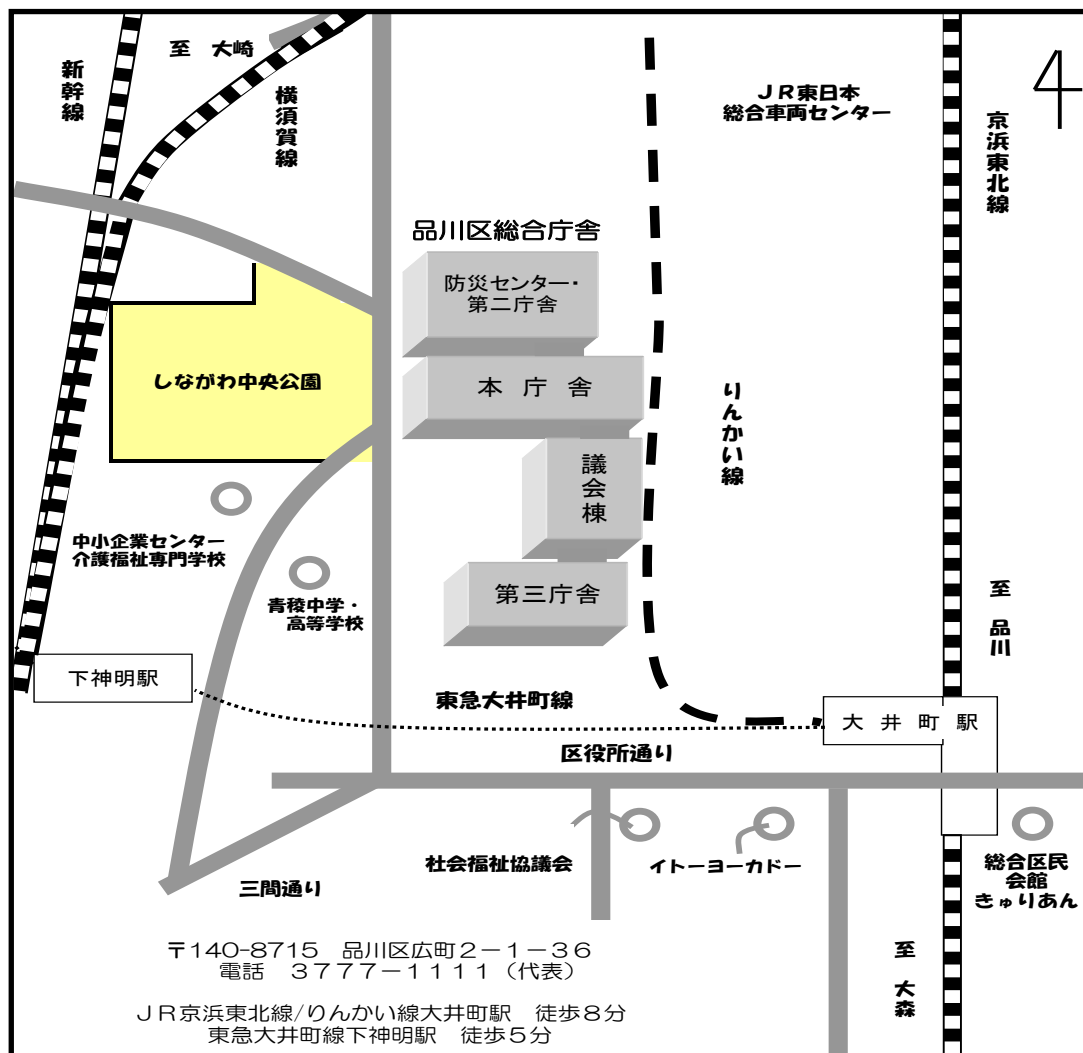 至　大崎
新幹線
横須賀線
ＪＲ東日本
総合車両センター
京浜東北線
品川区総合庁舎
防災センター・
第二庁舎
しながわ中央公園
本　庁　舎
りんかい線
議会棟
中小企業センター
介護福祉専門学校
青稜中学・
高等学校
第三庁舎
至　品川
下神明駅
東急大井町線
大　井　町　駅
区役所通り
社会福祉協議会
イトーヨーカドー
総合区民
会館
きゅりあん
三間通り
〒140-8715　品川区広町２－１－３６
電話　３７７７－１１１１（代表）
至　大森
ＪＲ京浜東北線/りんかい線大井町駅　徒歩８分
東急大井町線下神明駅　徒歩５分